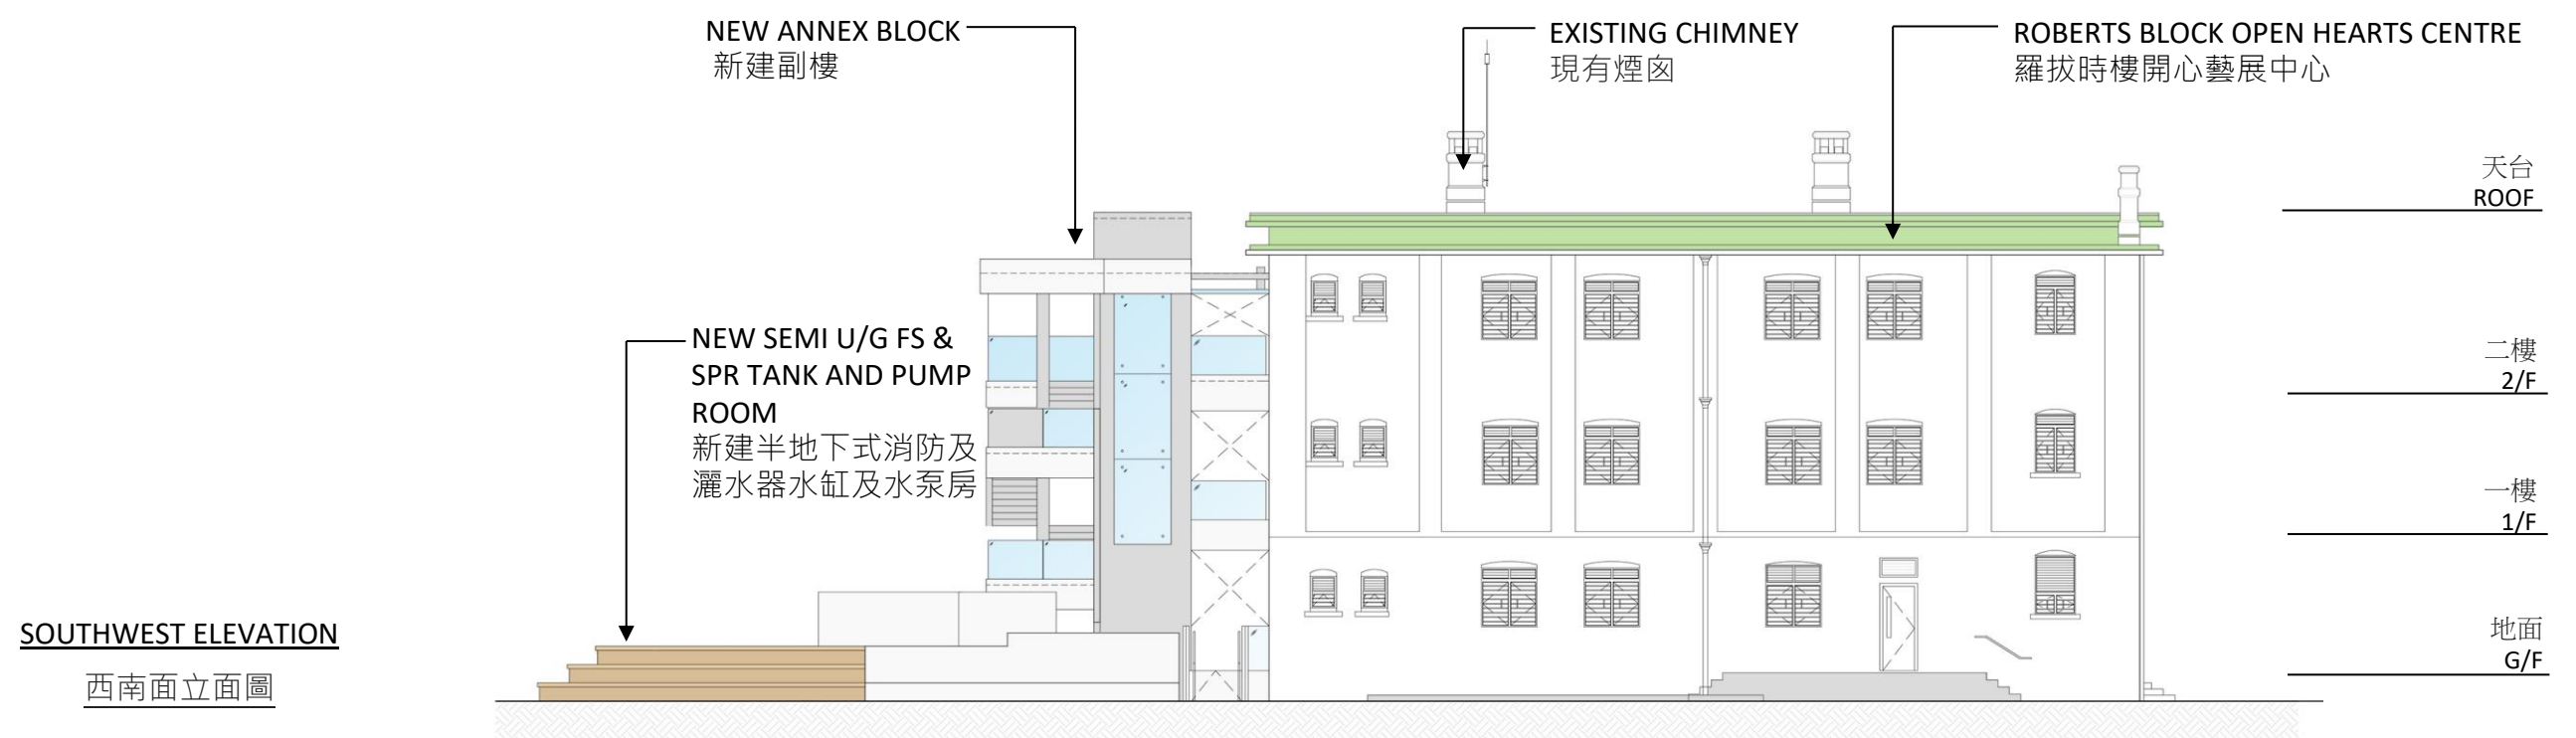 NEW ANNEX BLOCK
新建副樓
EXISTING CHIMNEY
現有煙囪
ROBERTS BLOCK OPEN HEARTS CENTRE
羅拔時樓開心藝展中心
天台
ROOF
NEW SEMI U/G FS &
SPR TANK AND PUMP
ROOM
新建半地下式消防及
灑水器水缸及水泵房
二樓
2/F
一樓
1/F
地面
G/F
SOUTHWEST ELEVATION
西南面立面圖